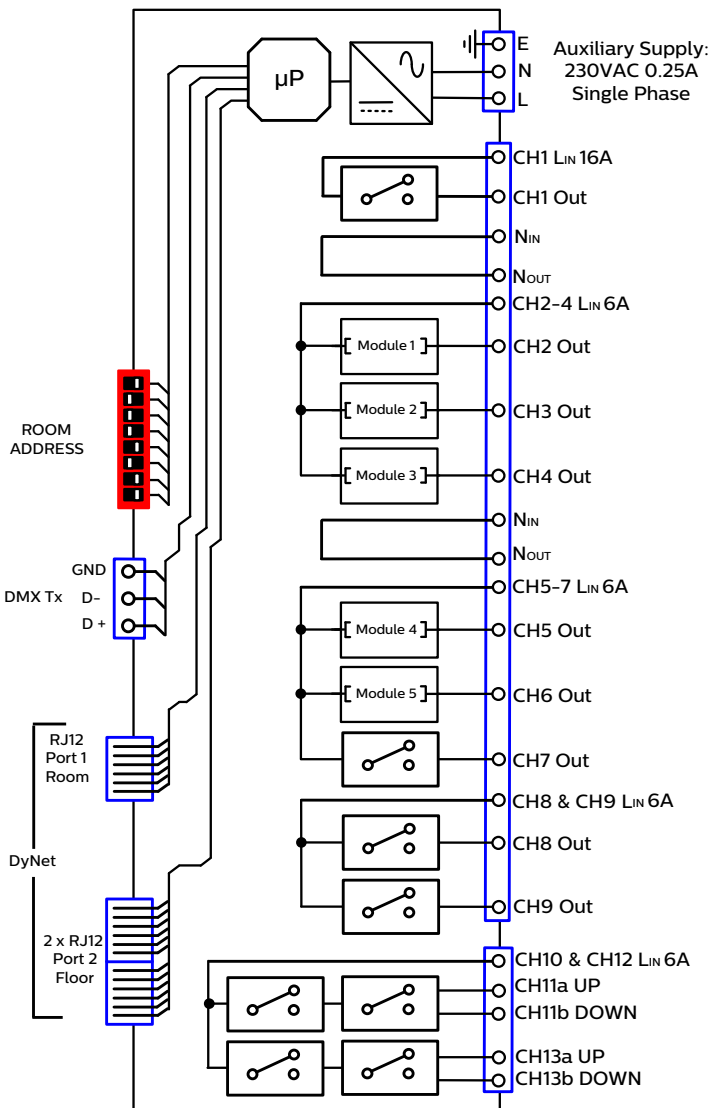 µP
E
N
L
Auxiliary Supply:
230VAC 0.25A
Single Phase
CH1 LIN 16A
CH1 Out
NIN
NOUT
CH2-4 LIN 6A
Module 1
CH2 Out
Module 2
CH3 Out
Module 3
CH4 Out
NIN
NOUT
CH5-7 LIN 6A
Module 4
CH5 Out
Module 5
CH6 Out
CH7 Out
CH8 & CH9 LIN 6A
CH8 Out
CH9 Out
CH10 & CH12 LIN 6A
CH11a UP
CH11b DOWN
CH13a UP
CH13b DOWN
ROOM
ADDRESS
DMX Tx
GND
D-
D +
DyNet
RJ12
Port 1
Room
2 x RJ12
Port 2
Floor